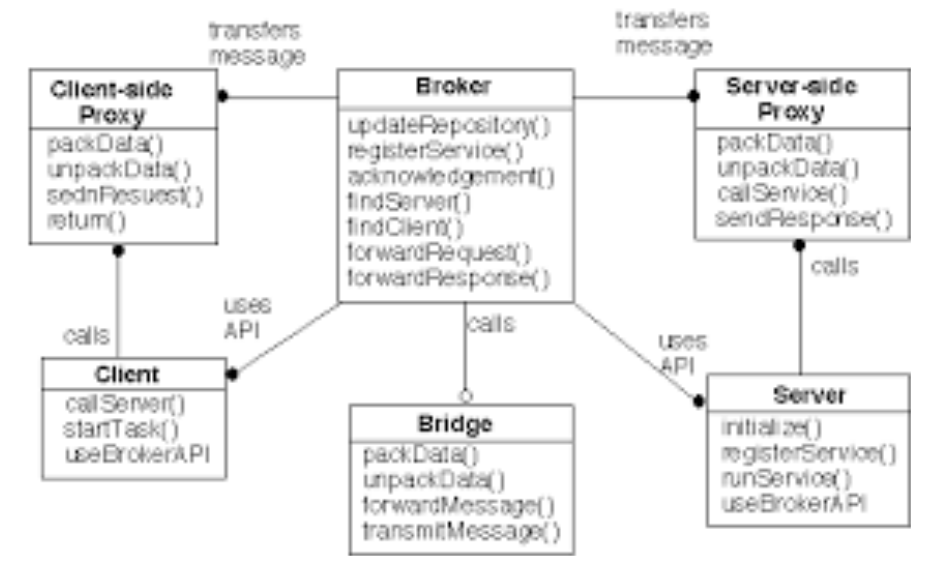 transfers
message
transfers
message
Client-side
Proxy
packData()
unpackData()
sednResuest()
return()
Broker
updateRepository()
registerService()
acknowledgement()
findServer()
findClient()
forwardRequest()
forwardResponse()
Server-side
Proxy
packData()
unpackData()
callService()
sendResponse()
calls
uses
API
calls
uses
API
calls
Client
callServer()
startTask()
useBrokerAPI
Bridge
packData()
unpackData()
forwardMessage()
transmitMessage()
Server
initialize()
registerService()
runService()
useBrokerAPI